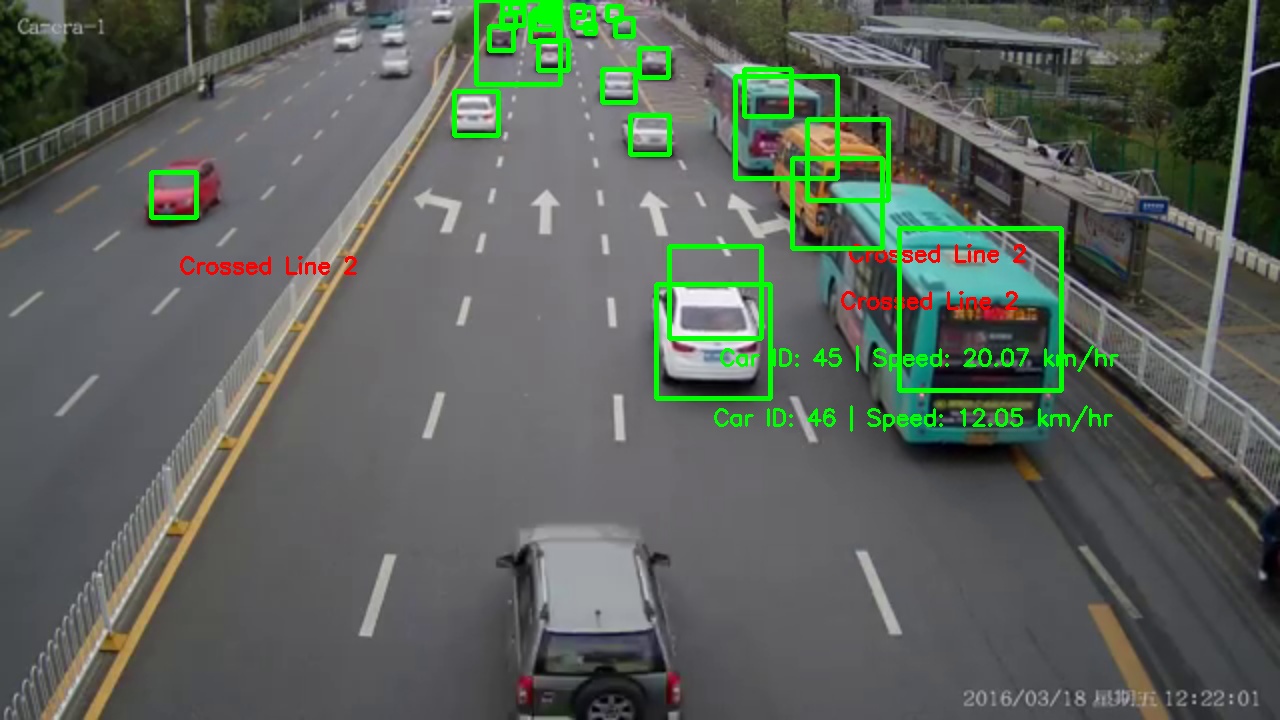 Camera-1
Crossed Line 2
Crossed Line 2
Crossed Line 2
Car ID: 45 | Speed: 20.07 km/hr
Car ID: 46 | Speed: 12.05 km/hr
2016/03/18 星期五 12:22:01